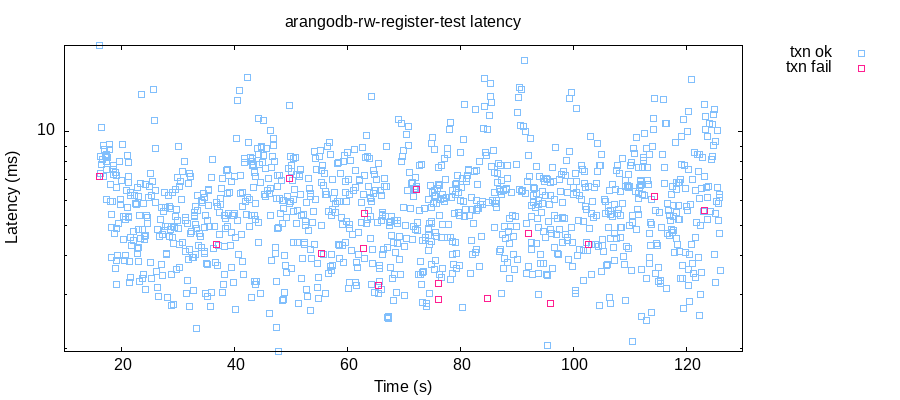 arangodb-rw-register-test latency
txn ok
txn fail
10
Latency (ms)
20 40 60 80 100 120
Time (s)